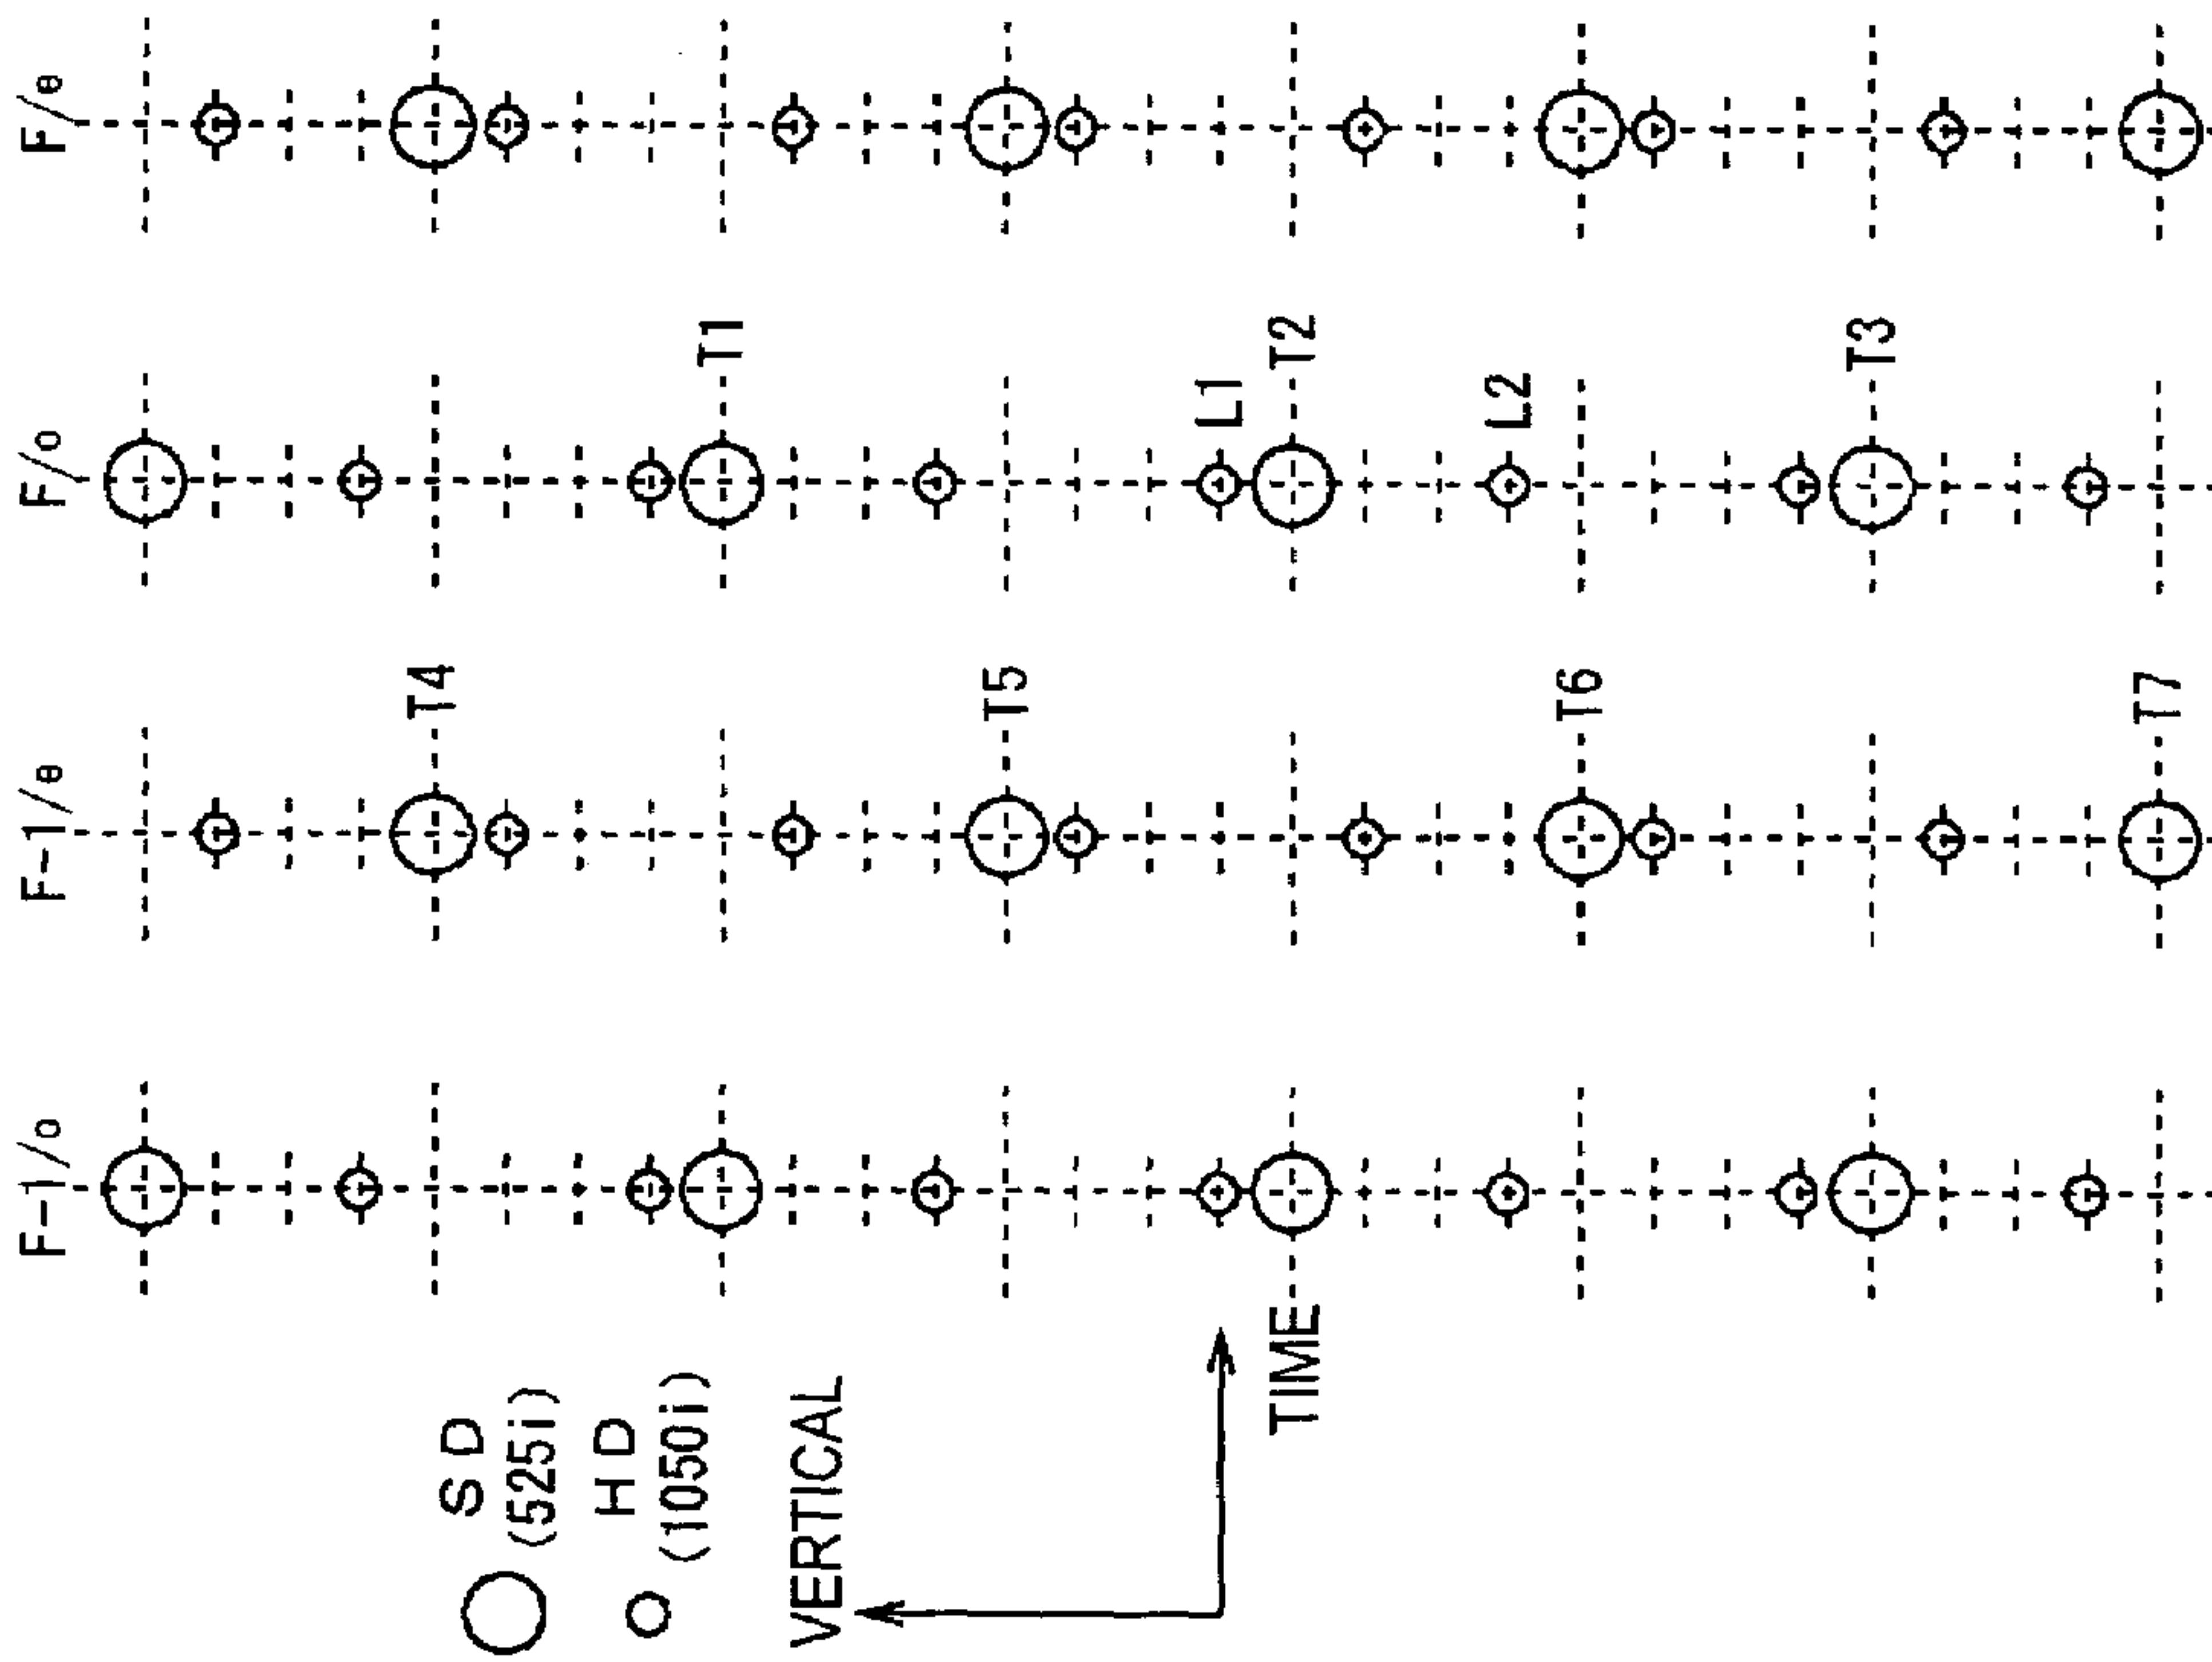 F-1/o
F-1/e
F/o
F/e
SD
(525i)
HD
(1050i)
VERTICAL
TIME
T4
T1
T5
L1
T2
L2
T6
T3
T7